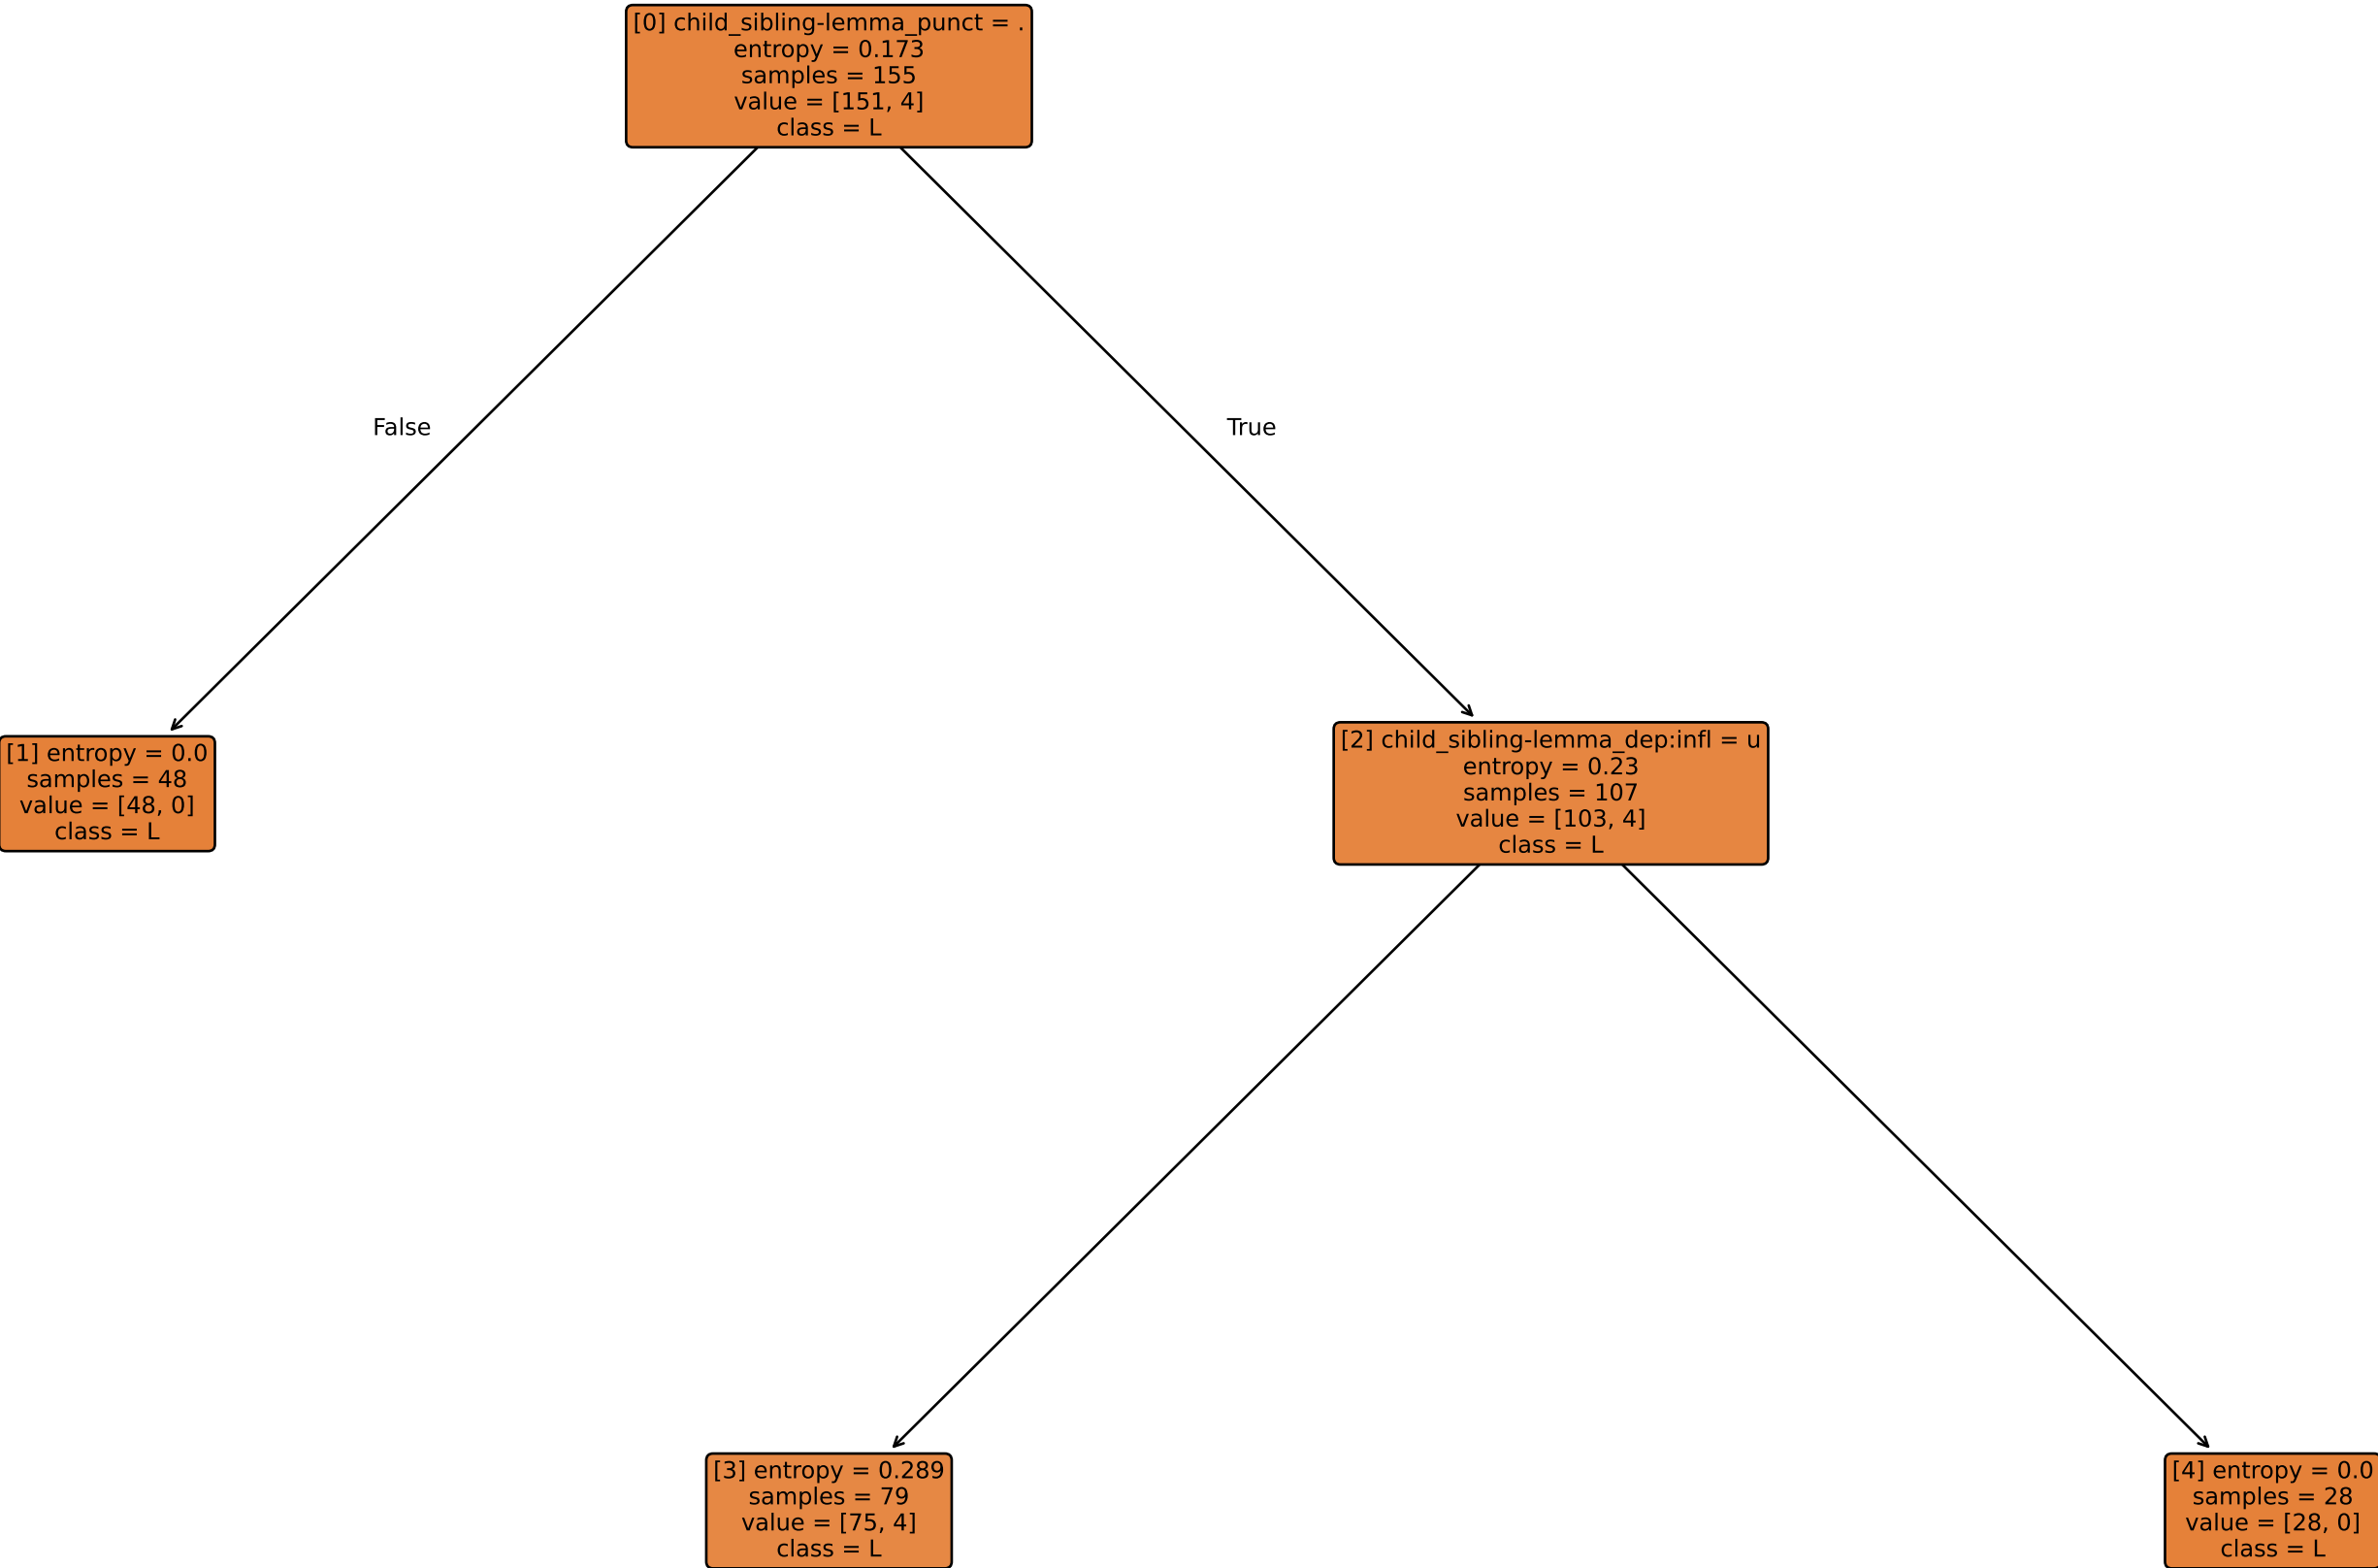 [0] child_sibling-lemma_punct = .
entropy = 0.173
samples = 155
value = [151, 4]
class = L
False
True
[1] entropy = 0.0
samples = 48
value = [48, 0]
class = L
[2] child_sibling-lemma_dep:infl = u
entropy = 0.23
samples = 107
value = [103, 4]
class = L
[3] entropy = 0.289
samples = 79
value = [75, 4]
class = L
[4] entropy = 0.0
samples = 28
value = [28, 0]
class = L